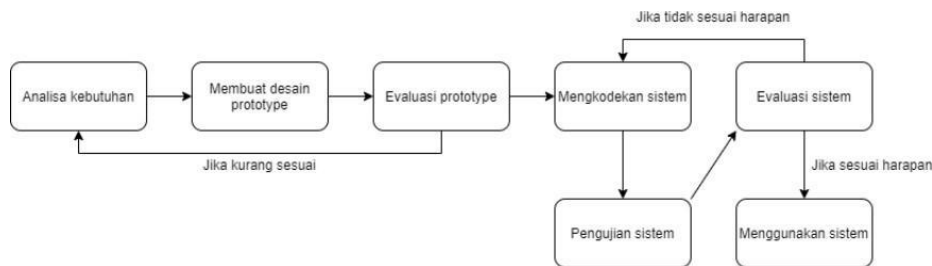 Jika tidak sesuai harapan
Analisa kebutuhan
Membuat desain
prototype
Evaluasi prototype
Mengkodekan sistem
Evaluasi sistem
Jika kurang sesuai
Jika sesuai harapan
Pengujian sistem
Menggunakan sistem